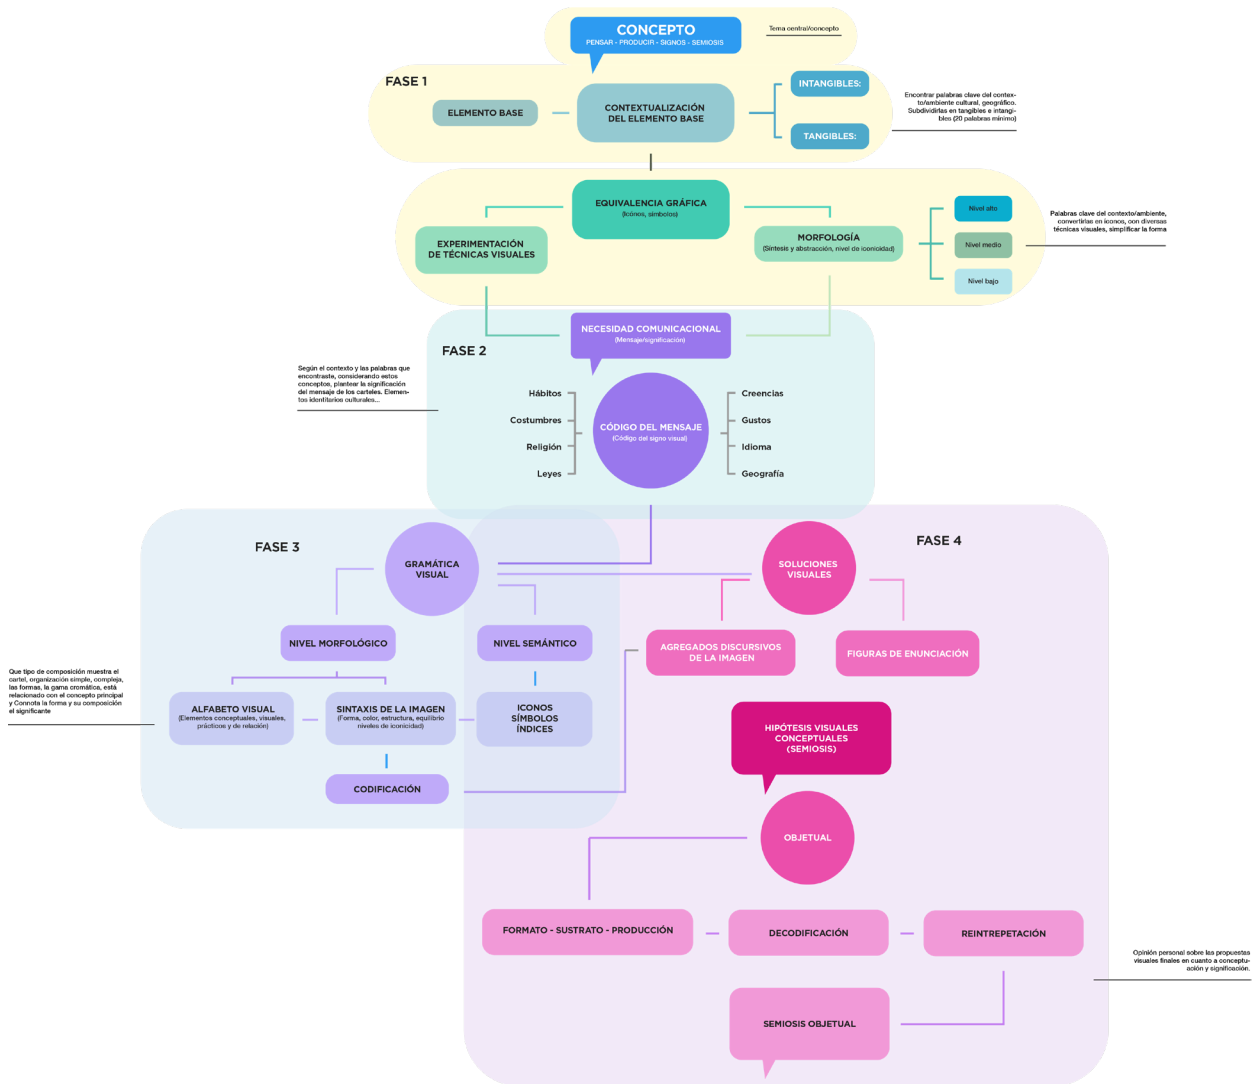 CONCEPTO
PENSAR - PRODUCIR - SIGNOS - SEMIOSIS
Tema central/concepto
FASE 1
ELEMENTO BASE
CONTEXTUALIZACIÓN
DEL ELEMENTO BASE
INTANGIBLES:
TANGIBLES:
Encontrar palabras clave del contex-
to/ambiente cultural, geográfico.
Subdividirlas en tangibles e intangi-
bles (20 palabras mínimo)
EQUIVALENCIA GRÁFICA
(Icónos, símbolos)
EXPERIMENTACIÓN
DE TÉCNICAS VISUALES
MORFOLOGÍA
(Síntesis y abstracción, nivel de iconicidad)
Nivel alto
Nivel medio
Nivel bajo
Palabras clave del contexto/ambiente,
convertirlas en iconos, con diversas
técnicas visuales, simplificar la forma
FASE 2
NECESIDAD COMUNICACIONAL
(Mensaje/significación)
Según el contexto y las palabras que
encontraste, considerando estos
conceptos, plantear la significación
del mensaje de los carteles. Elemen-
tos identitarios culturales...
Hábitos
Costumbres
Religión
Leyes
CÓDIGO DEL MENSAJE
(Código del signo visual)
Creencias
Gustos
Idioma
Geografía
FASE 3
GRAMÁTICA
VISUAL
NIVEL MORFOLÓGICO
NIVEL SEMÁNTICO
Que tipo de composición muestra el
cartel, organización simple, compleja,
las formas, la gama cromática, está
relacionado con el concepto principal
y Connota la forma y su composición
el significante
ALFABETO VISUAL
(Elementos conceptuales, visuales,
prácticos y de relación)
SINTAXIS DE LA IMAGEN
(Forma, color, estructura, equilibrio
niveles de iconicidad)
ICONOS
SÍMBOLOS
ÍNDICES
CODIFICACIÓN
FASE 4
SOLUCIONES
VISUALES
AGREGADOS DISCURSIVOS
DE LA IMAGEN
FIGURAS DE ENUNCIACIÓN
HIPÓTESIS VISUALES
CONCEPTUALES
(SEMIOSIS)
OBJETUAL
FORMATO - SUSTRATO - PRODUCCIÓN
DECODIFICACIÓN
REINTREPETACIÓN
Opinión personal sobre las propuestas
visuales finales en cuanto a conceptu-
ación y significación.
SEMIOSIS OBJETUAL